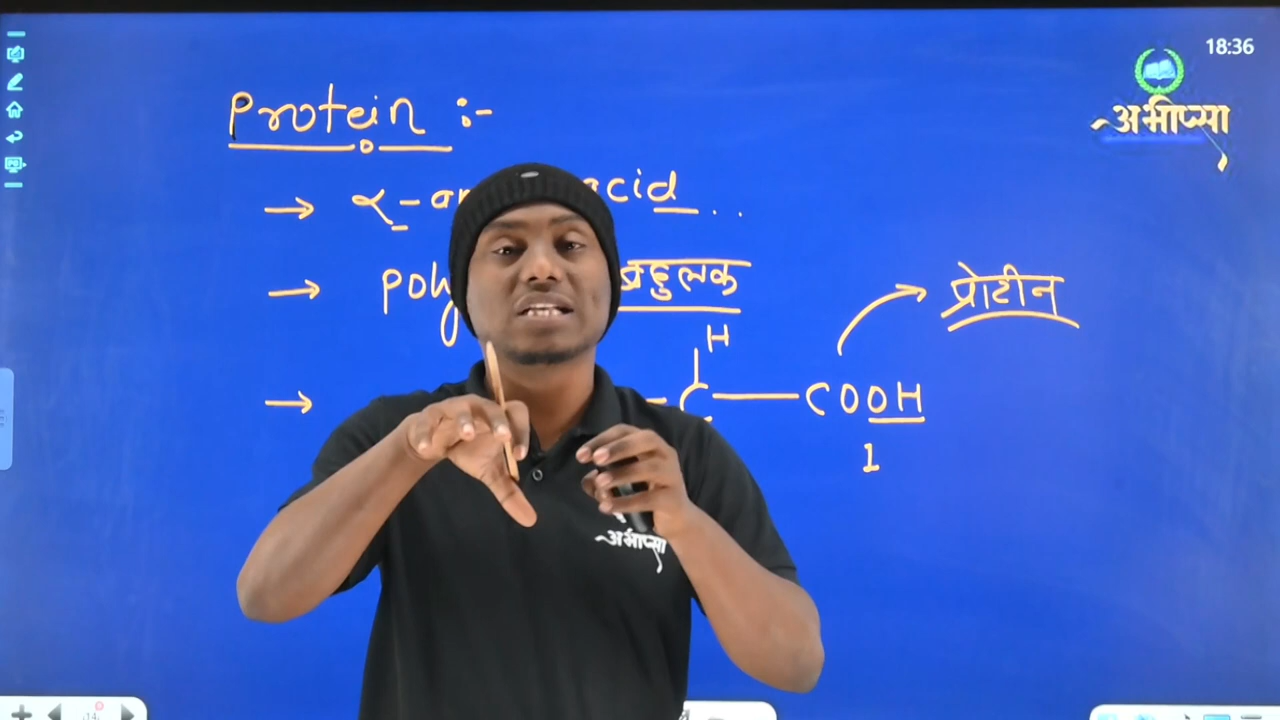 18:36
अभीप्सा
Protein :-
→ α - acid ..
→ बहुलक
→ प्रोटीन
H
→ — C — COOH
1
अभीप्सा